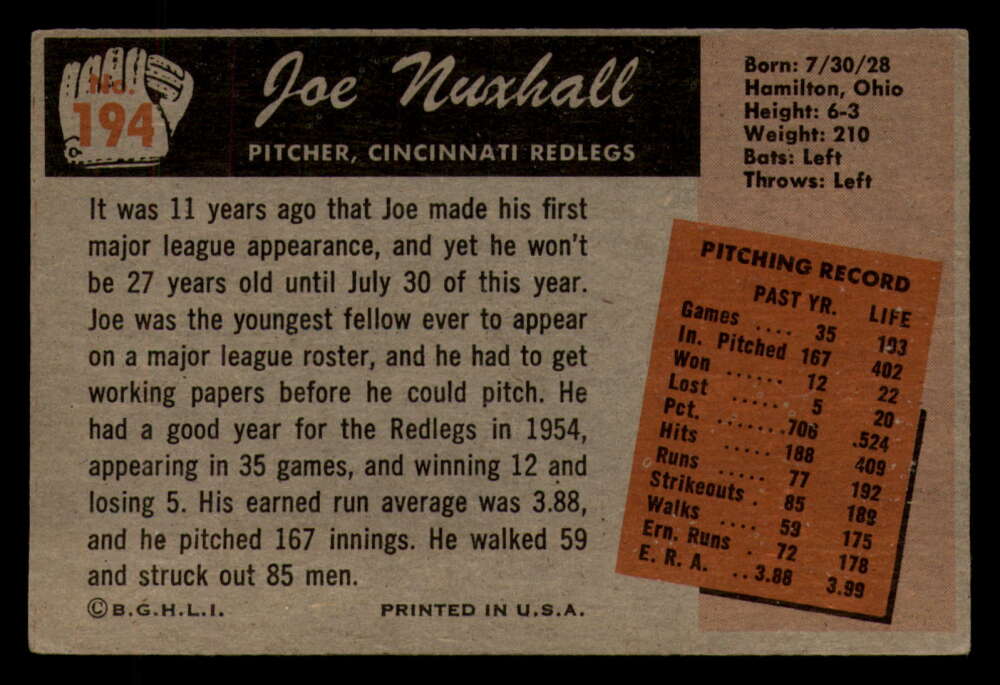 No.
194
Joe Nuxhall
PITCHER, CINCINNATI REDLEGS
Born: 7/30/28
Hamilton, Ohio
Height: 6-3
Weight: 210
Bats: Left
Throws: Left
It was 11 years ago that Joe made his first
major league appearance, and yet he won't
be 27 years old until July 30 of this year.
Joe was the youngest fellow ever to appear
on a major league roster, and he had to get
working papers before he could pitch. He
had a good year for the Redlegs in 1954,
appearing in 35 games, and winning 12 and
losing 5. His earned run average was 3.88,
and he pitched 167 innings. He walked 59
and struck out 85 men.
PITCHING RECORD
PAST YR. LIFE
Games .... 35 193
In. Pitched 167 402
Won ...... 12 22
Lost ..... 5 20
Pct. .......706 .524
Hits ..... 188 409
Runs ..... 77 192
Strikeouts . 85 189
Walks .... 59 175
Ern. Runs . 72 178
E. R. A. ..3.88 3.99
©B.G.H.L.I. PRINTED IN U.S.A.